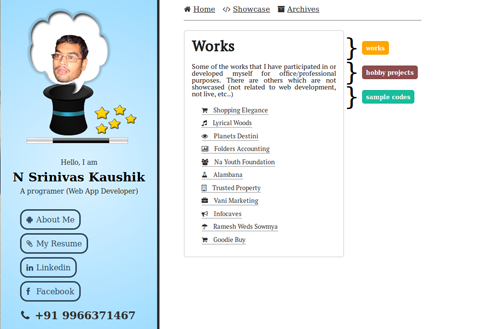 Hello, I am
N Srinivas Kaushik
A programer (Web App Developer)
About Me
My Resume
Linkedin
Facebook
+91 9966371467
Home Showcase Archives
Works
Some of the works that I have participated in or
developed myself for office/professional
purposes. There are others which are not
showcased (not related to web development,
not live, etc..)
Shopping Elegance
Lyrical Woods
Planets Destini
Folders Accounting
Na Youth Foundation
Alambana
Trusted Property
Vani Marketing
Infocaves
Ramesh Weds Sowmya
Goodie Buy
works
hobby projects
sample codes